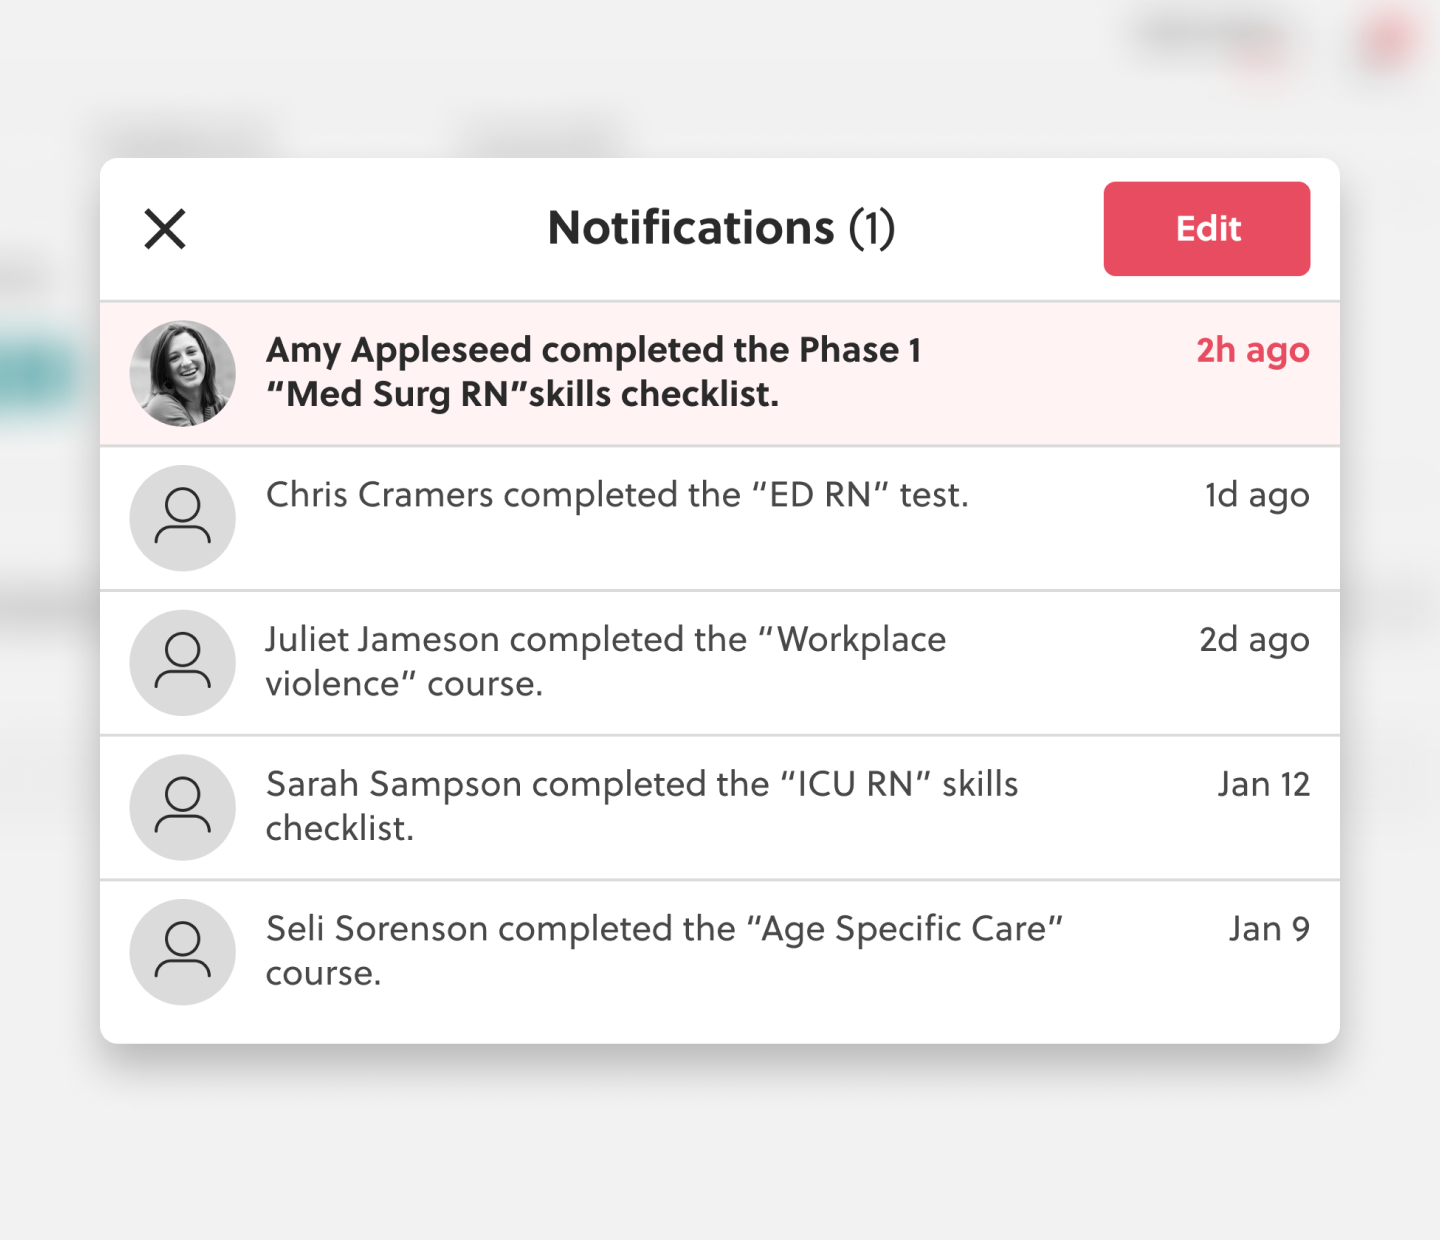 Notifications (1)
Edit
Amy Appleseed completed the Phase 1
“Med Surg RN”skills checklist.
2h ago
Chris Cramers completed the “ED RN” test.
1d ago
Juliet Jameson completed the “Workplace
violence” course.
2d ago
Sarah Sampson completed the “ICU RN” skills
checklist.
Jan 12
Seli Sorenson completed the “Age Specific Care”
course.
Jan 9